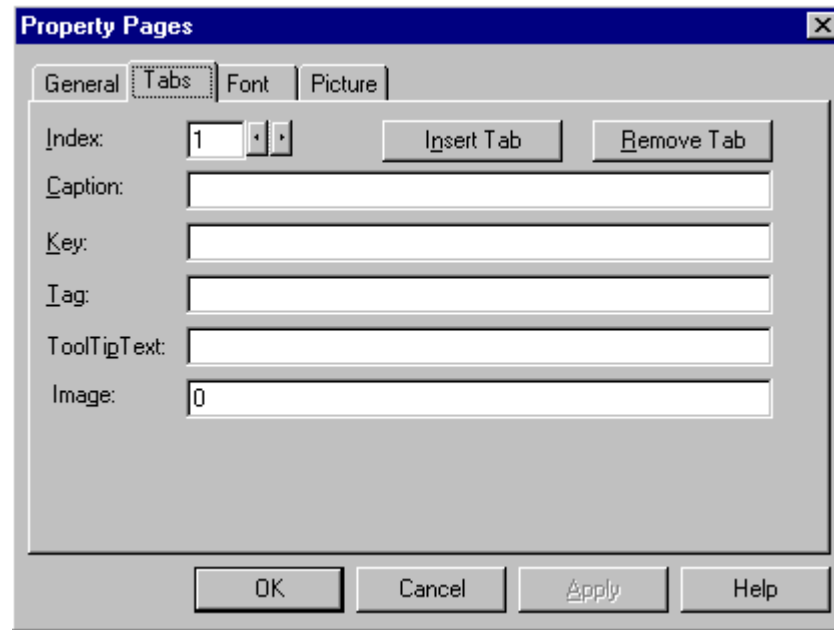 Property Pages
General Tabs Font Picture
Index: 1 Insert Tab Remove Tab
Caption:
Key:
Tag:
ToolTipText:
Image: 0
OK Cancel Apply Help